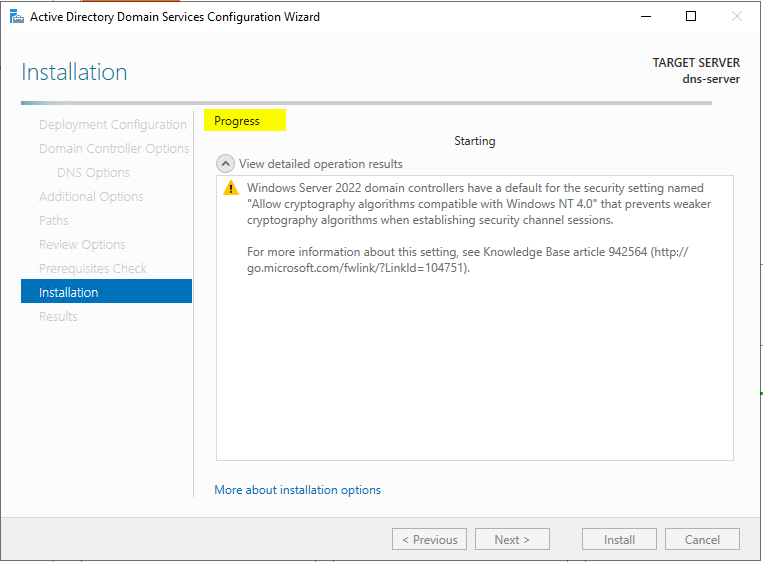 Active Directory Domain Services Configuration Wizard
Installation
TARGET SERVER
dns-server
Deployment Configuration
Domain Controller Options
DNS Options
Additional Options
Paths
Review Options
Prerequisites Check
Installation
Results
Progress
Starting
View detailed operation results
Windows Server 2022 domain controllers have a default for the security setting named
"Allow cryptography algorithms compatible with Windows NT 4.0" that prevents weaker
cryptography algorithms when establishing security channel sessions.
For more information about this setting, see Knowledge Base article 942564 (http://
go.microsoft.com/fwlink/?LinkId=104751).
More about installation options
< Previous
Next >
Install
Cancel